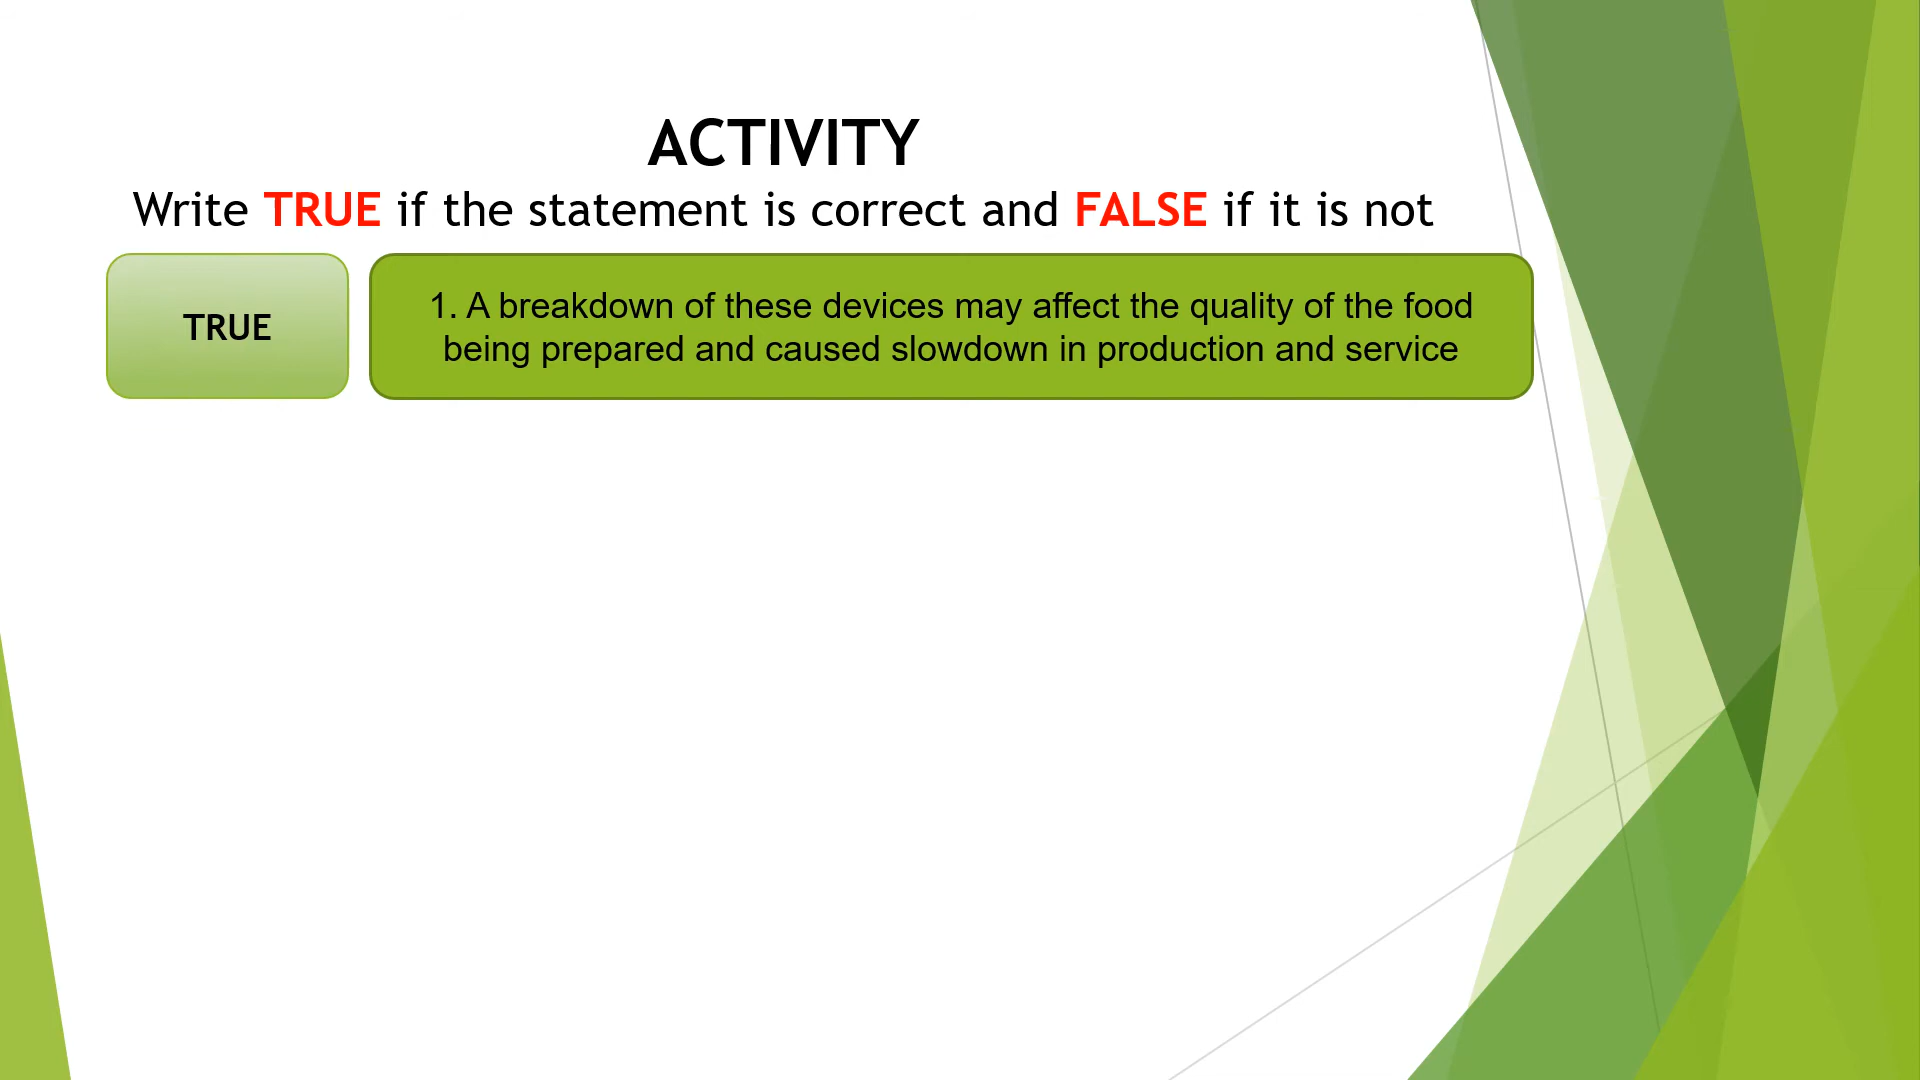 ACTIVITY
Write TRUE if the statement is correct and FALSE if it is not
TRUE
1. A breakdown of these devices may affect the quality of the food
being prepared and caused slowdown in production and service